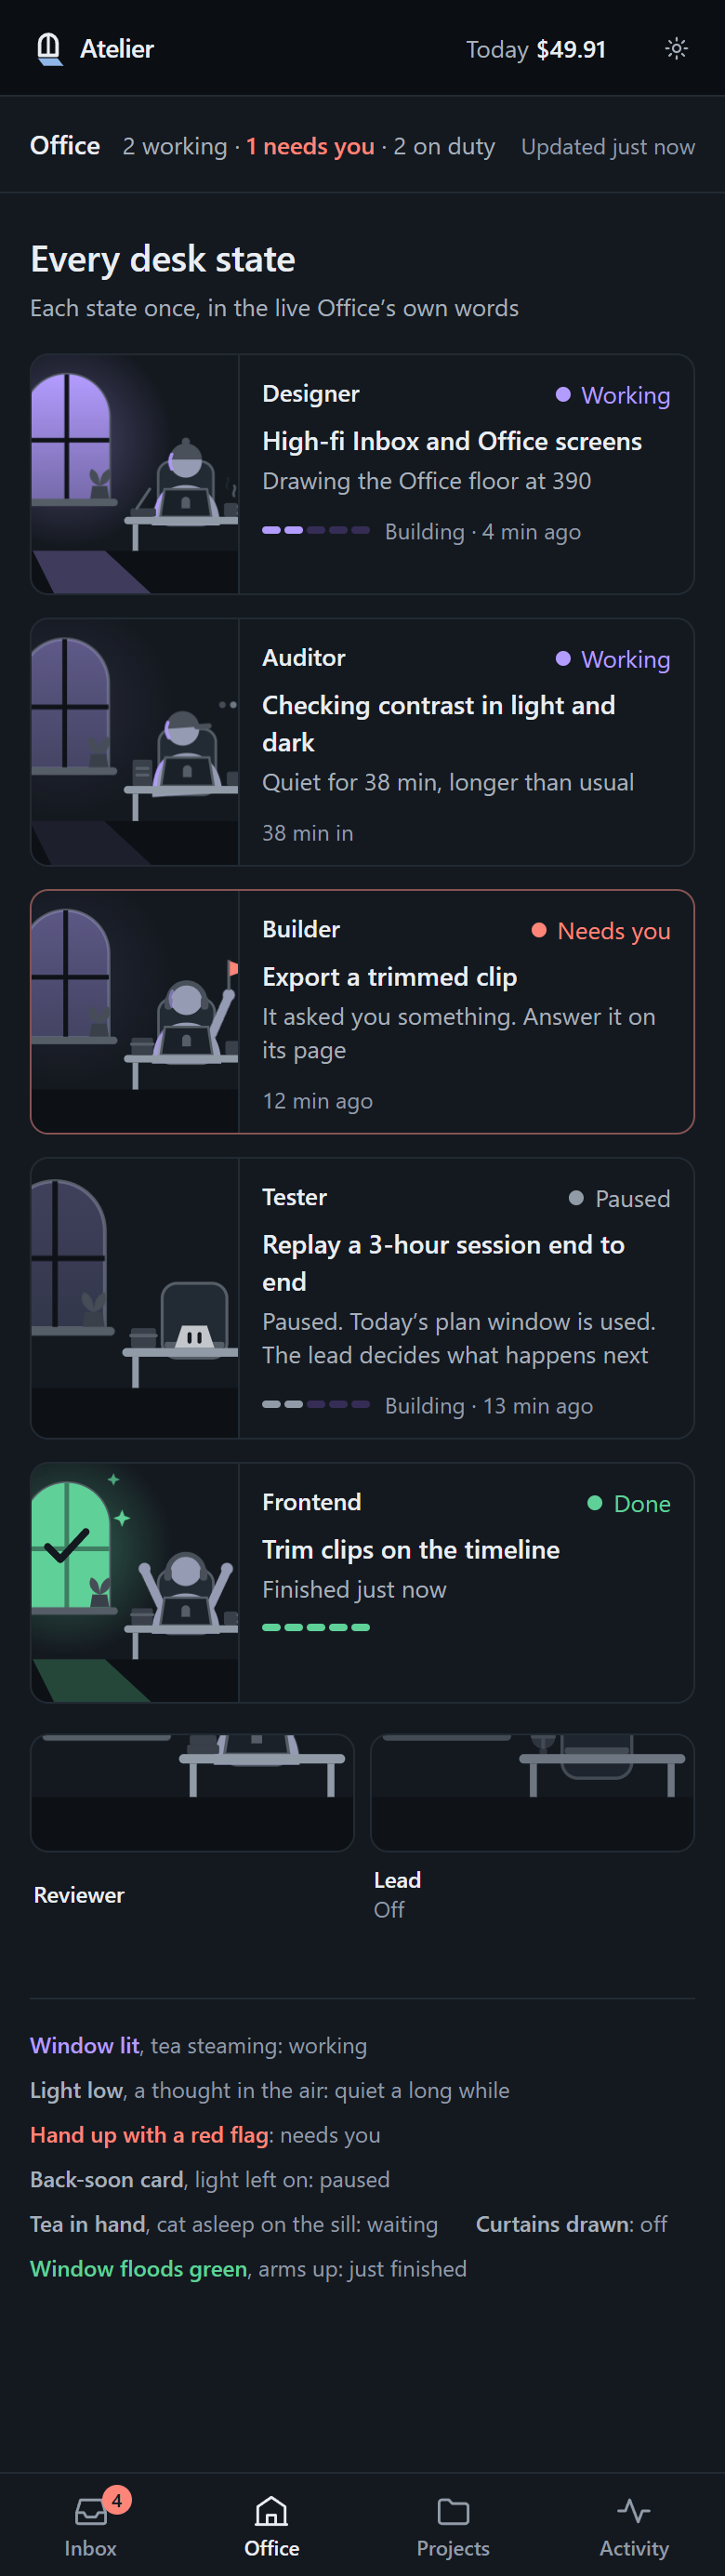 Atelier
Today $49.91
Office 2 working · 1 needs you · 2 on duty Updated just now
Every desk state
Each state once, in the live Office’s own words
Designer
Working
High-fi Inbox and Office screens
Drawing the Office floor at 390
Building · 4 min ago
Auditor
Working
Checking contrast in light and
dark
Quiet for 38 min, longer than usual
38 min in
Builder
Needs you
Export a trimmed clip
It asked you something. Answer it on
its page
12 min ago
Tester
Paused
Replay a 3-hour session end to
end
Paused. Today’s plan window is used.
The lead decides what happens next
Building · 13 min ago
Frontend
Done
Trim clips on the timeline
Finished just now
Reviewer
Lead
Off
Window lit, tea steaming: working
Light low, a thought in the air: quiet a long while
Hand up with a red flag: needs you
Back-soon card, light left on: paused
Tea in hand, cat asleep on the sill: waiting Curtains drawn: off
Window floods green, arms up: just finished
4
Inbox
Office
Projects
Activity